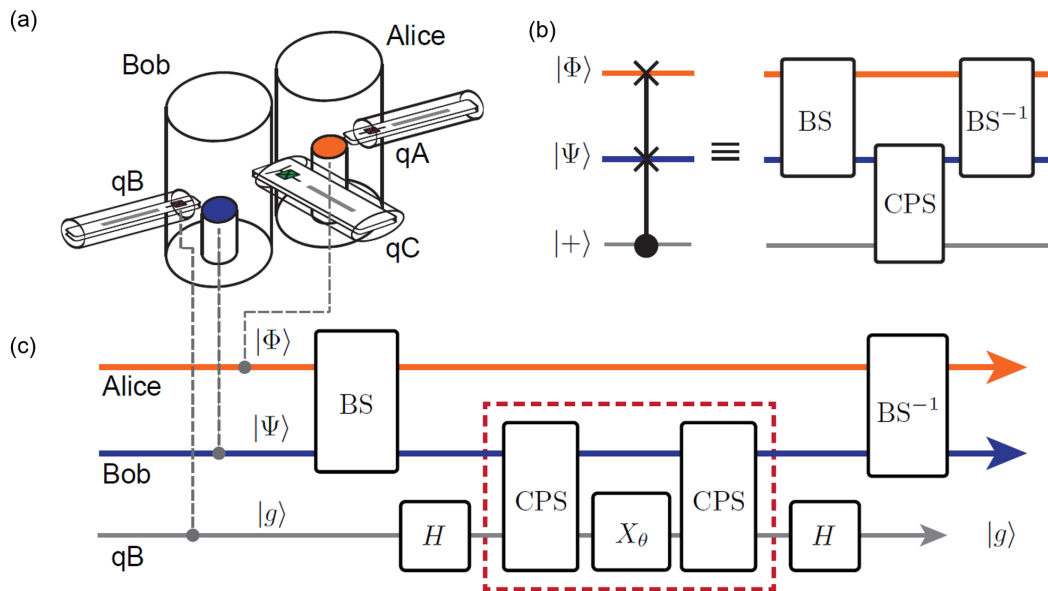 (a)
Bob
Alice
qA
qB
qC
(b)
|Φ⟩
|Ψ⟩
|+⟩
≡
BS
BS⁻¹
CPS
(c)
|Φ⟩
Alice
BS
BS⁻¹
|Ψ⟩
Bob
CPS
CPS
|g⟩
H
X_θ
H
|g⟩
qB